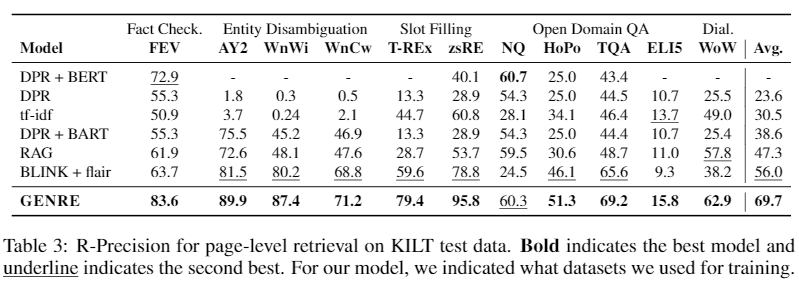 Fact Check. Entity Disambiguation Slot Filling Open Domain QA Dial.
Model FEV AY2 WnWi WnCw T-REx zsRE NQ HoPo TQA ELI5 WoW Avg.
DPR + BERT 72.9 - - - - 40.1 60.7 25.0 43.4 - - -
DPR 55.3 1.8 0.3 0.5 13.3 28.9 54.3 25.0 44.5 10.7 25.5 23.6
tf-idf 50.9 3.7 0.24 2.1 44.7 60.8 28.1 34.1 46.4 13.7 49.0 30.5
DPR + BART 55.3 75.5 45.2 46.9 13.3 28.9 54.3 25.0 44.4 10.7 25.4 38.6
RAG 61.9 72.6 48.1 47.6 28.7 53.7 59.5 30.6 48.7 11.0 57.8 47.3
BLINK + flair 63.7 81.5 80.2 68.8 59.6 78.8 24.5 46.1 65.6 9.3 38.2 56.0
GENRE 83.6 89.9 87.4 71.2 79.4 95.8 60.3 51.3 69.2 15.8 62.9 69.7
Table 3: R-Precision for page-level retrieval on KILT test data. Bold indicates the best model and
underline indicates the second best. For our model, we indicated what datasets we used for training.